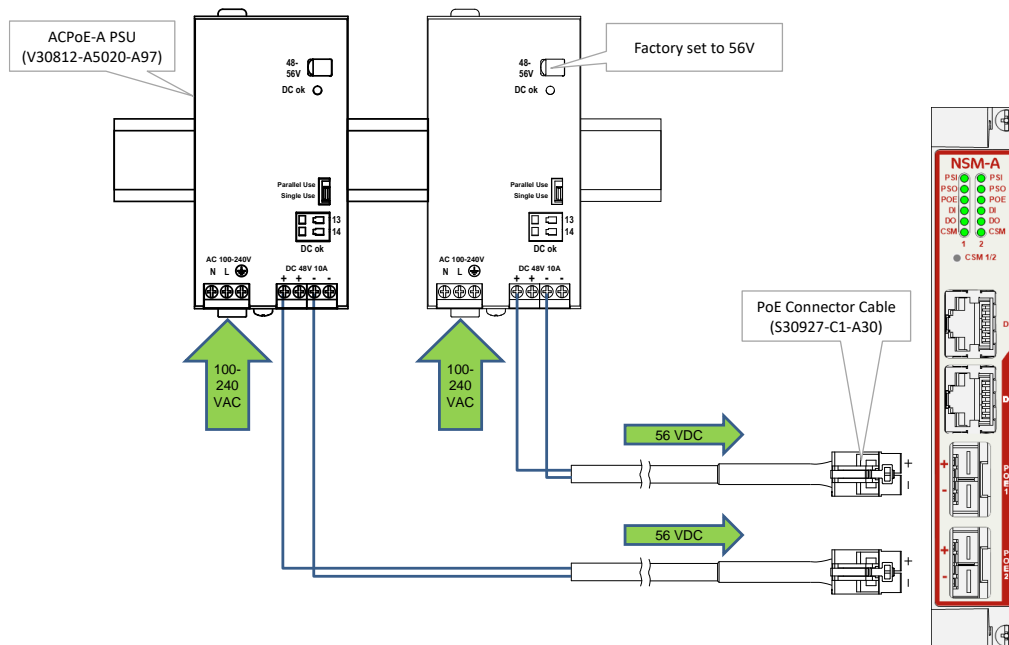 ACPoE-A PSU
(V30812-A5020-A97)
Factory set to 56V
48-
56V
DC ok
Parallel Use
Single Use
13
14
DC ok
AC 100-240V
N L
DC 48V 10A
+ + - -
100-
240
VAC
48-
56V
DC ok
Parallel Use
Single Use
13
14
DC ok
AC 100-240V
N L
DC 48V 10A
+ + - -
100-
240
VAC
56 VDC
+
–
56 VDC
+
–
PoE Connector Cable
(S30927-C1-A30)
NSM-A
PSI PSI
PSO PSO
POE POE
DI DI
DO DO
CSM CSM
1 2
CSM 1/2
D
D
+
-
POE1
+
-
POE2